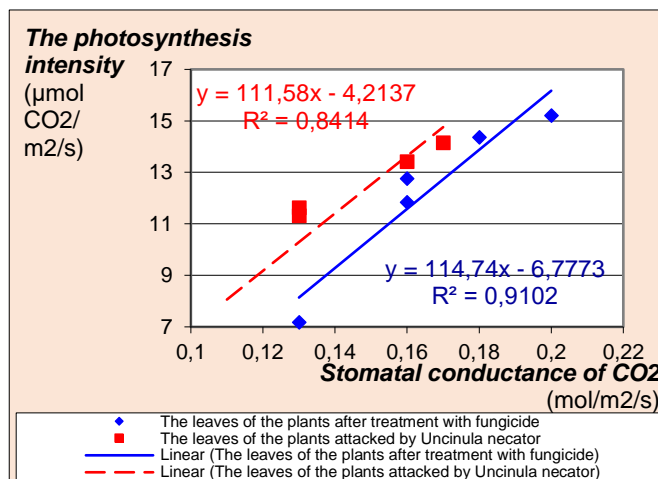 The photosynthesis
intensity
(µmol
CO2/
m2/s)
17
15
13
11
9
7
y = 111,58x - 4,2137
R² = 0,8414
y = 114,74x - 6,7773
R² = 0,9102
0,1 0,12 0,14 0,16 0,18 0,2 0,22
Stomatal conductance of CO2
(mol/m2/s)
The leaves of the plants after treatment with fungicide
The leaves of the plants attacked by Uncinula necator
Linear (The leaves of the plants after treatment with fungicide)
Linear (The leaves of the plants attacked by Uncinula necator)